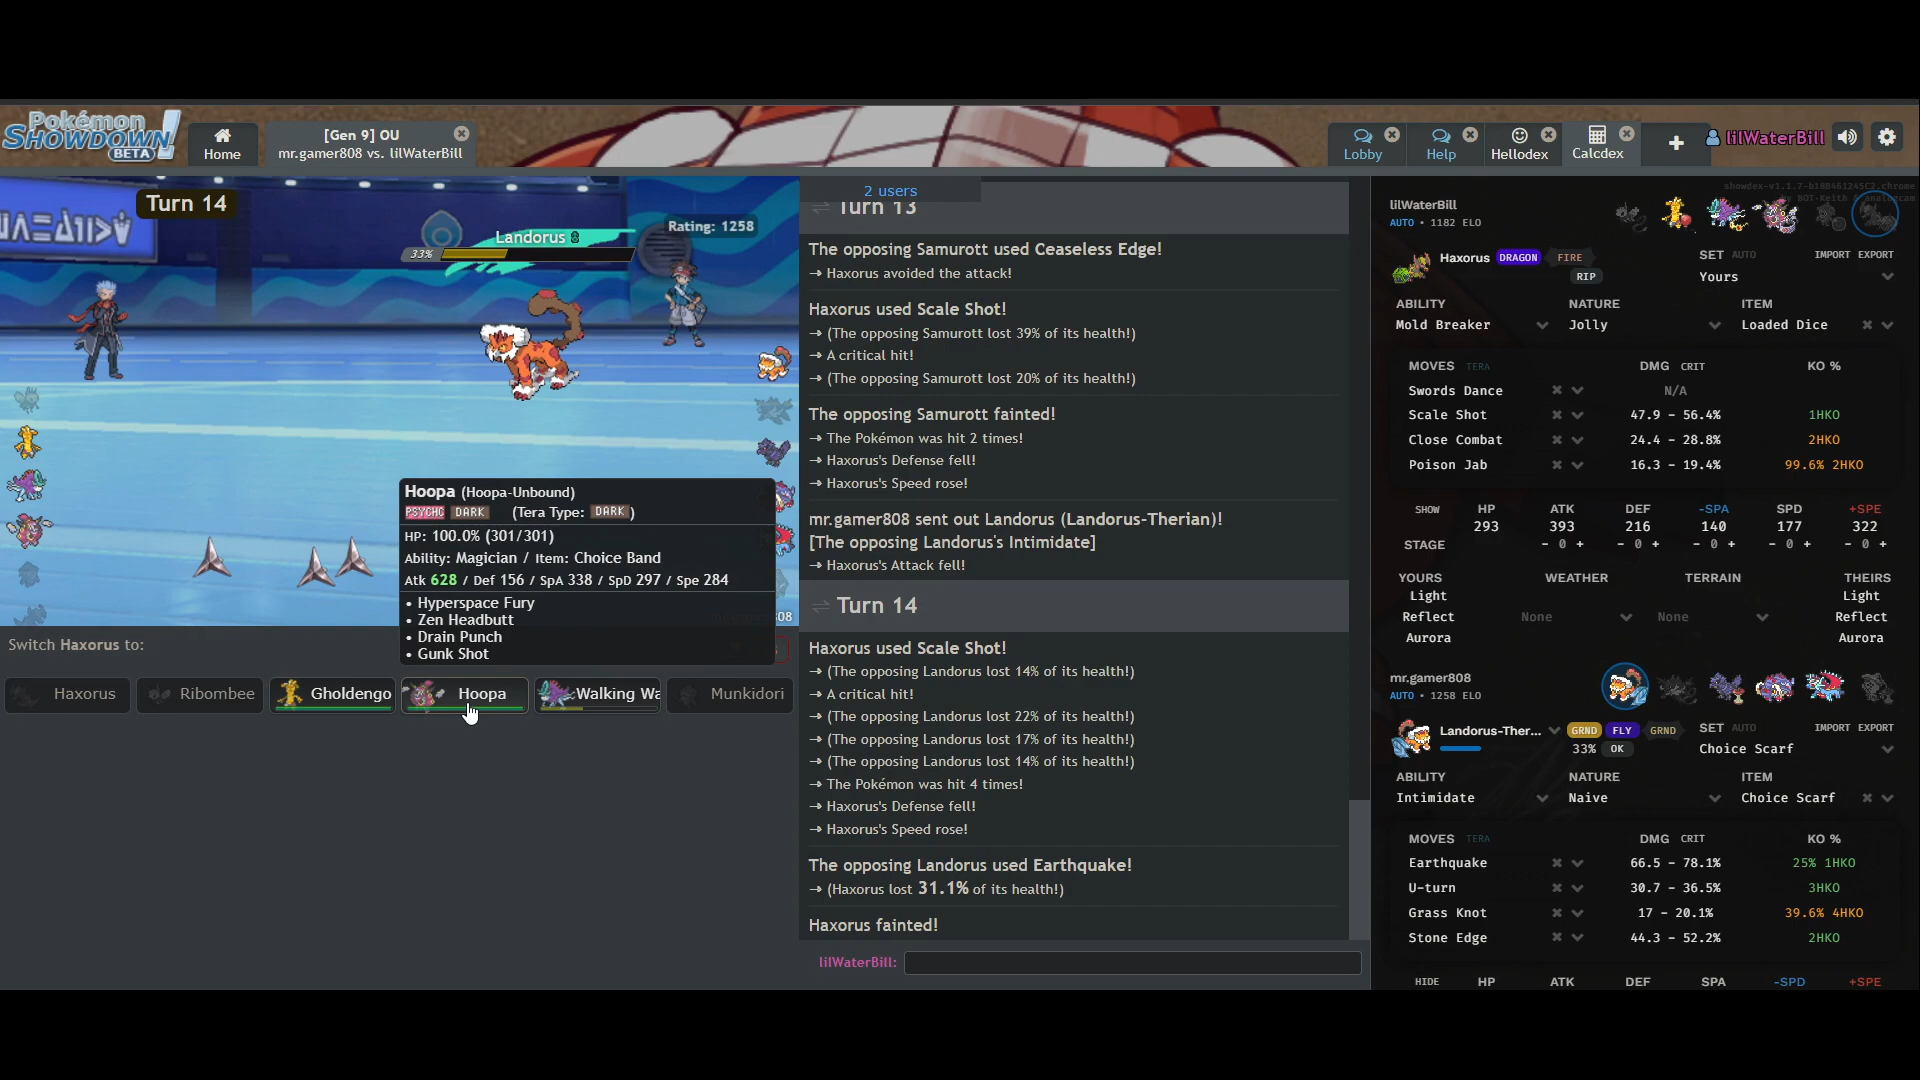 Pokémon
SHOWDOWN!
BETA
Home
[Gen 9] OU
mr.gamer808 vs. lilWaterBill
Lobby
Help
Hellodex
Calcdex
lilWaterBill
Turn 14
Rating: 1258
Landorus
33%
Hoopa (Hoopa-Unbound)
PSYCHC DARK (Tera Type: DARK)
HP: 100.0% (301/301)
Ability: Magician / Item: Choice Band
Atk 628 / Def 156 / SpA 338 / SpD 297 / Spe 284
• Hyperspace Fury
• Zen Headbutt
• Drain Punch
• Gunk Shot
808
Switch Haxorus to:
Haxorus
Ribombee
Gholdengo
Hoopa
Walking Wa
Munkidori
2 users
Turn 13
The opposing Samurott used Ceaseless Edge!
→ Haxorus avoided the attack!
Haxorus used Scale Shot!
→ (The opposing Samurott lost 39% of its health!)
→ A critical hit!
→ (The opposing Samurott lost 20% of its health!)
The opposing Samurott fainted!
→ The Pokémon was hit 2 times!
→ Haxorus's Defense fell!
→ Haxorus's Speed rose!
mr.gamer808 sent out Landorus (Landorus-Therian)!
[The opposing Landorus's Intimidate]
→ Haxorus's Attack fell!
Turn 14
Haxorus used Scale Shot!
→ (The opposing Landorus lost 14% of its health!)
→ A critical hit!
→ (The opposing Landorus lost 22% of its health!)
→ (The opposing Landorus lost 17% of its health!)
→ (The opposing Landorus lost 14% of its health!)
→ The Pokémon was hit 4 times!
→ Haxorus's Defense fell!
→ Haxorus's Speed rose!
The opposing Landorus used Earthquake!
→ (Haxorus lost 31.1% of its health!)
Haxorus fainted!
lilWaterBill:
lilWaterBill
AUTO • 1182 ELO
Haxorus DRAGON FIRE
RIP
SET AUTO IMPORT EXPORT
Yours
ABILITY NATURE ITEM
Mold Breaker Jolly Loaded Dice
MOVES TERA DMG CRIT KO %
Swords Dance N/A
Scale Shot 47.9 - 56.4% 1HKO
Close Combat 24.4 - 28.8% 2HKO
Poison Jab 16.3 - 19.4% 99.6% 2HKO
SHOW HP ATK DEF -SPA SPD +SPE
293 393 216 140 177 322
STAGE - 0 + - 0 + - 0 + - 0 + - 0 +
YOURS WEATHER TERRAIN THEIRS
Light Light
Reflect None None Reflect
Aurora Aurora
mr.gamer808
AUTO • 1258 ELO
Landorus-Ther... GRND FLY GRND
33% OK
SET AUTO IMPORT EXPORT
Choice Scarf
ABILITY NATURE ITEM
Intimidate Naive Choice Scarf
MOVES TERA DMG CRIT KO %
Earthquake 66.5 - 78.1% 25% 1HKO
U-turn 30.7 - 36.5% 3HKO
Grass Knot 17 - 20.1% 39.6% 4HKO
Stone Edge 44.3 - 52.2% 2HKO
HIDE HP ATK DEF SPA -SPD +SPE